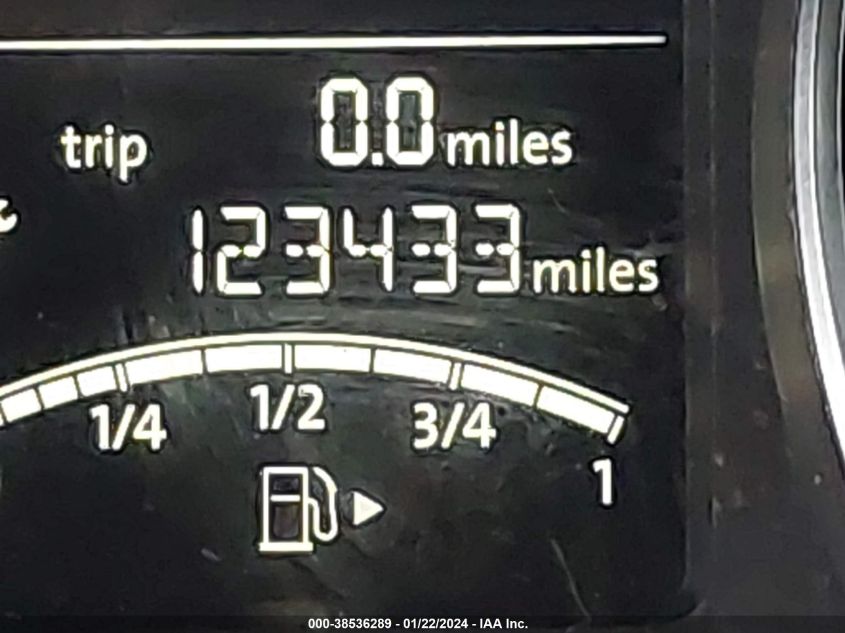 trip 0.0 miles
123433 miles
1/4 1/2 3/4 1
000-38536289 - 01/22/2024 - IAA Inc.